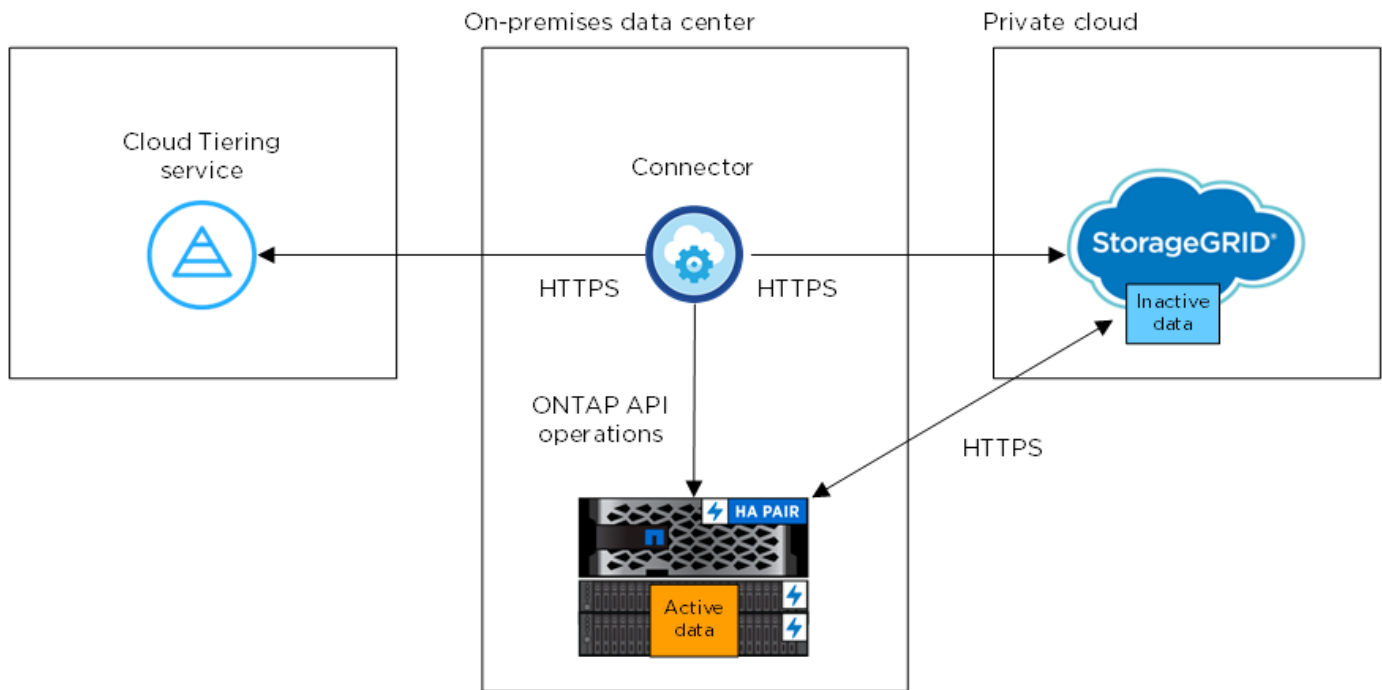 On-premises data center
Private cloud
Cloud Tiering
service
Connector
StorageGRID®
HTTPS
HTTPS
Inactive
data
ONTAP API
operations
HTTPS
HA PAIR
Active
data